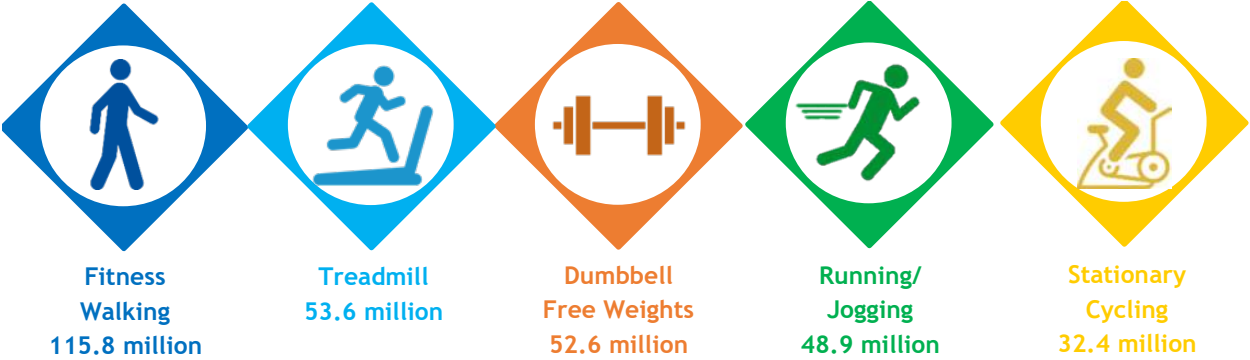 Fitness
Walking
115.8 million
Treadmill
53.6 million
Dumbbell
Free Weights
52.6 million
Running/
Jogging
48.9 million
Stationary
Cycling
32.4 million